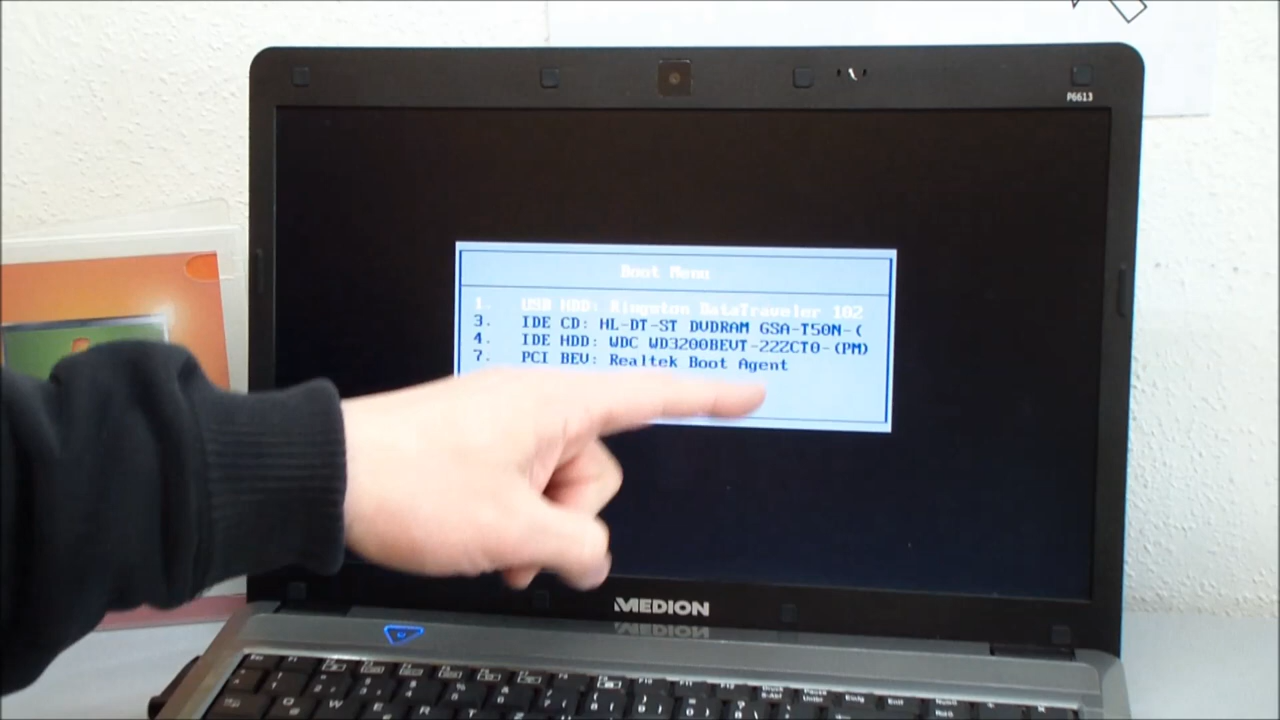 P6613
Boot Menu
1. USB HDD: Kingston DataTraveler 102
3. IDE CD: HL-DT-ST DVDRAM GSA-T50N-(
4. IDE HDD: WDC WD3200BEVT-22ZCT0-(PM)
7. PCI BEV: Realtek Boot Agent
MEDION